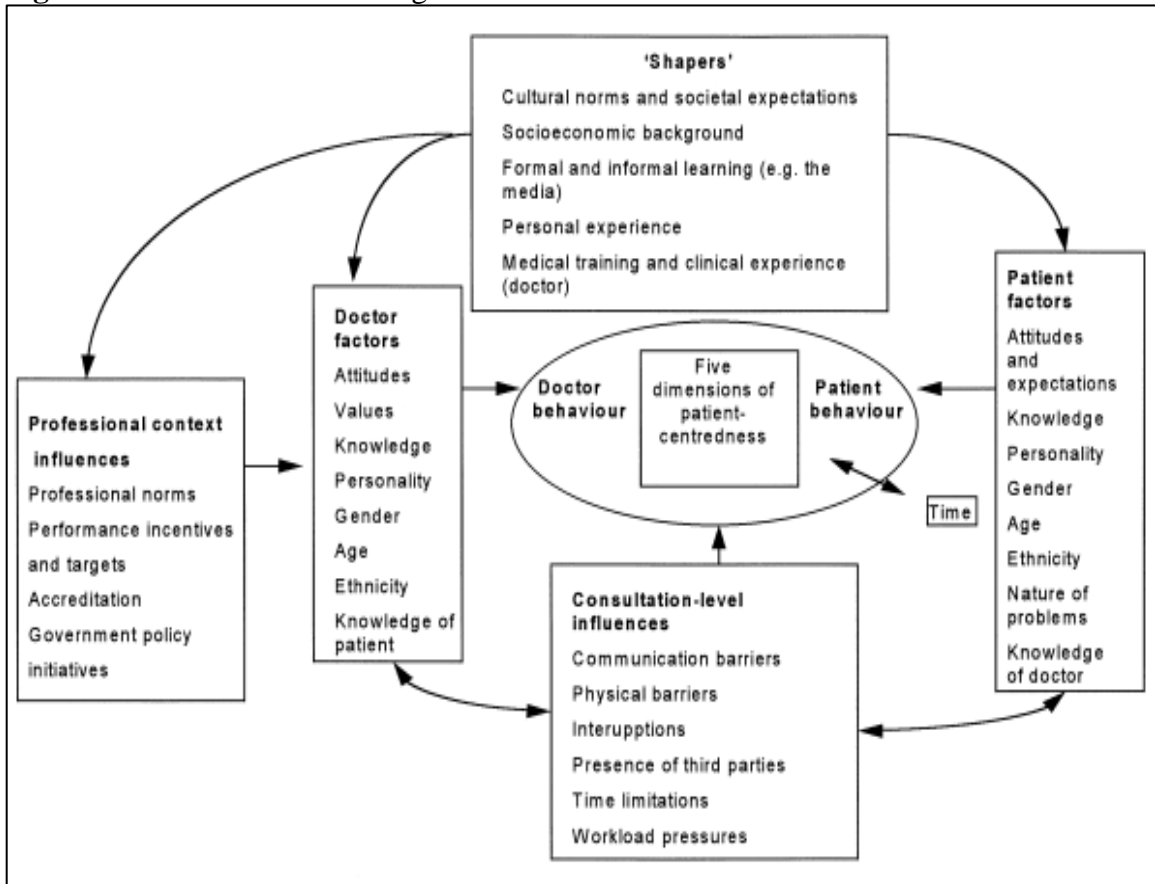 'Shapers'
Cultural norms and societal expectations
Socioeconomic background
Formal and informal learning (e.g. the
media)
Personal experience
Medical training and clinical experience
(doctor)
Doctor
factors
Attitudes
Values
Knowledge
Personality
Gender
Age
Ethnicity
Knowledge of
patient
Professional context
influences
Professional norms
Performance incentives
and targets
Accreditation
Government policy
initiatives
Doctor
behaviour
Five
dimensions of
patient-
centredness
Patient
behaviour
Time
Patient
factors
Attitudes
and
expectations
Knowledge
Personality
Gender
Age
Ethnicity
Nature of
problems
Knowledge
of doctor
Consultation-level
influences
Communication barriers
Physical barriers
Interupptions
Presence of third parties
Time limitations
Workload pressures